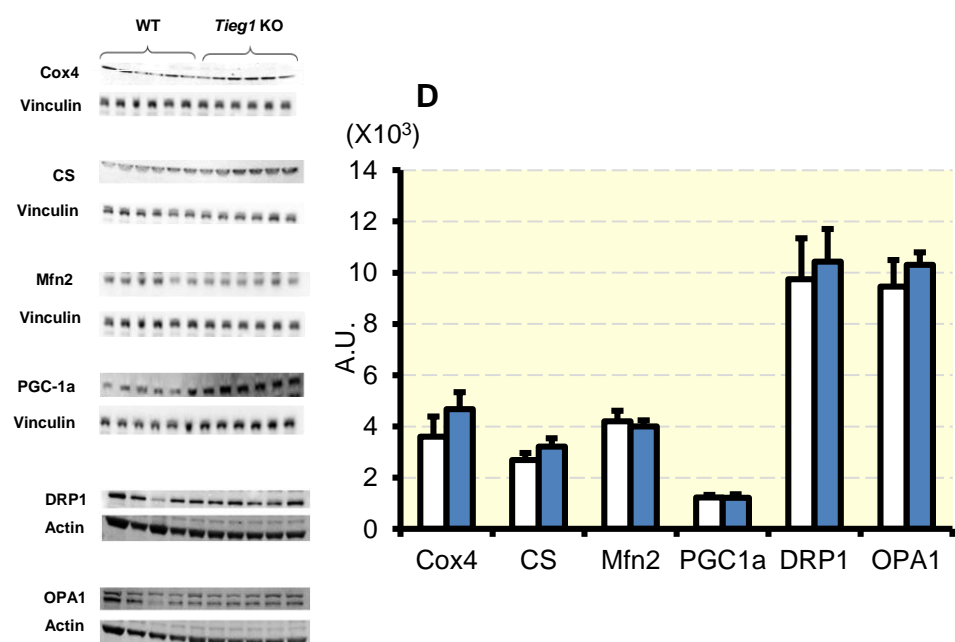 WT Tieg1 KO
Cox4
Vinculin
CS
Vinculin
Mfn2
Vinculin
PGC-1a
Vinculin
DRP1
Actin
OPA1
Actin
D
(X10³)
14
12
10
8
6
4
2
0
A.U.
Cox4 CS Mfn2 PGC1a DRP1 OPA1